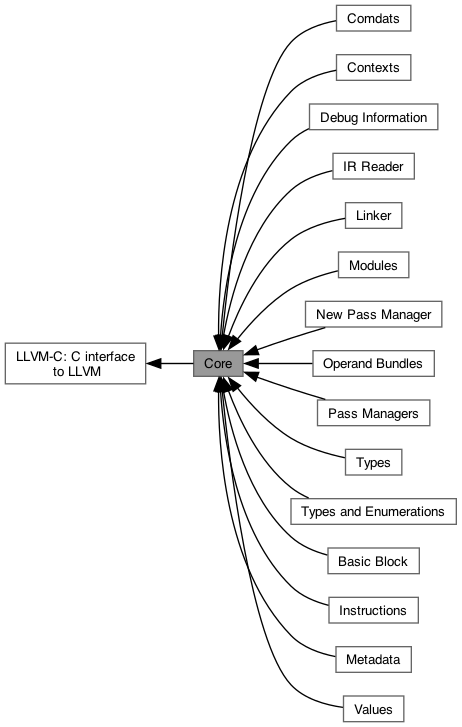 Comdats
Contexts
Debug Information
IR Reader
Linker
Modules
New Pass Manager
LLVM-C: C interface
to LLVM
Core
Operand Bundles
Pass Managers
Types
Types and Enumerations
Basic Block
Instructions
Metadata
Values